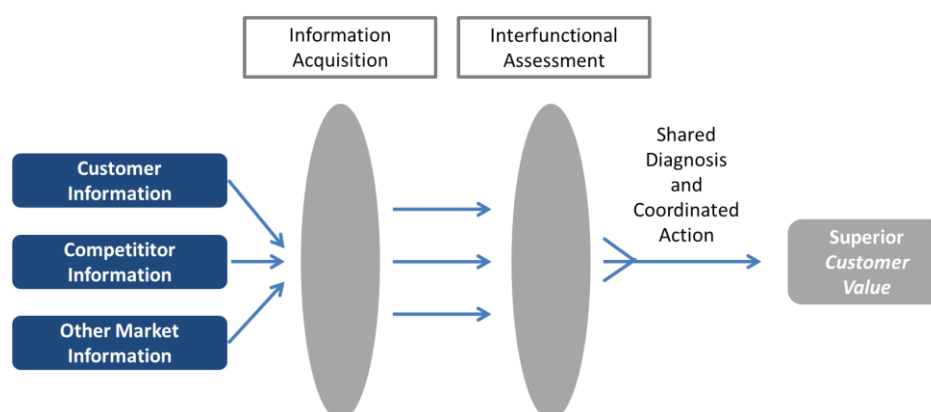 Information
Acquisition
Interfunctional
Assessment
Customer
Information
Competititor
Information
Other Market
Information
Shared
Diagnosis
and
Coordinated
Action
Superior
Customer
Value